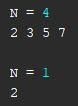 N = 4
2 3 5 7
N = 1
2